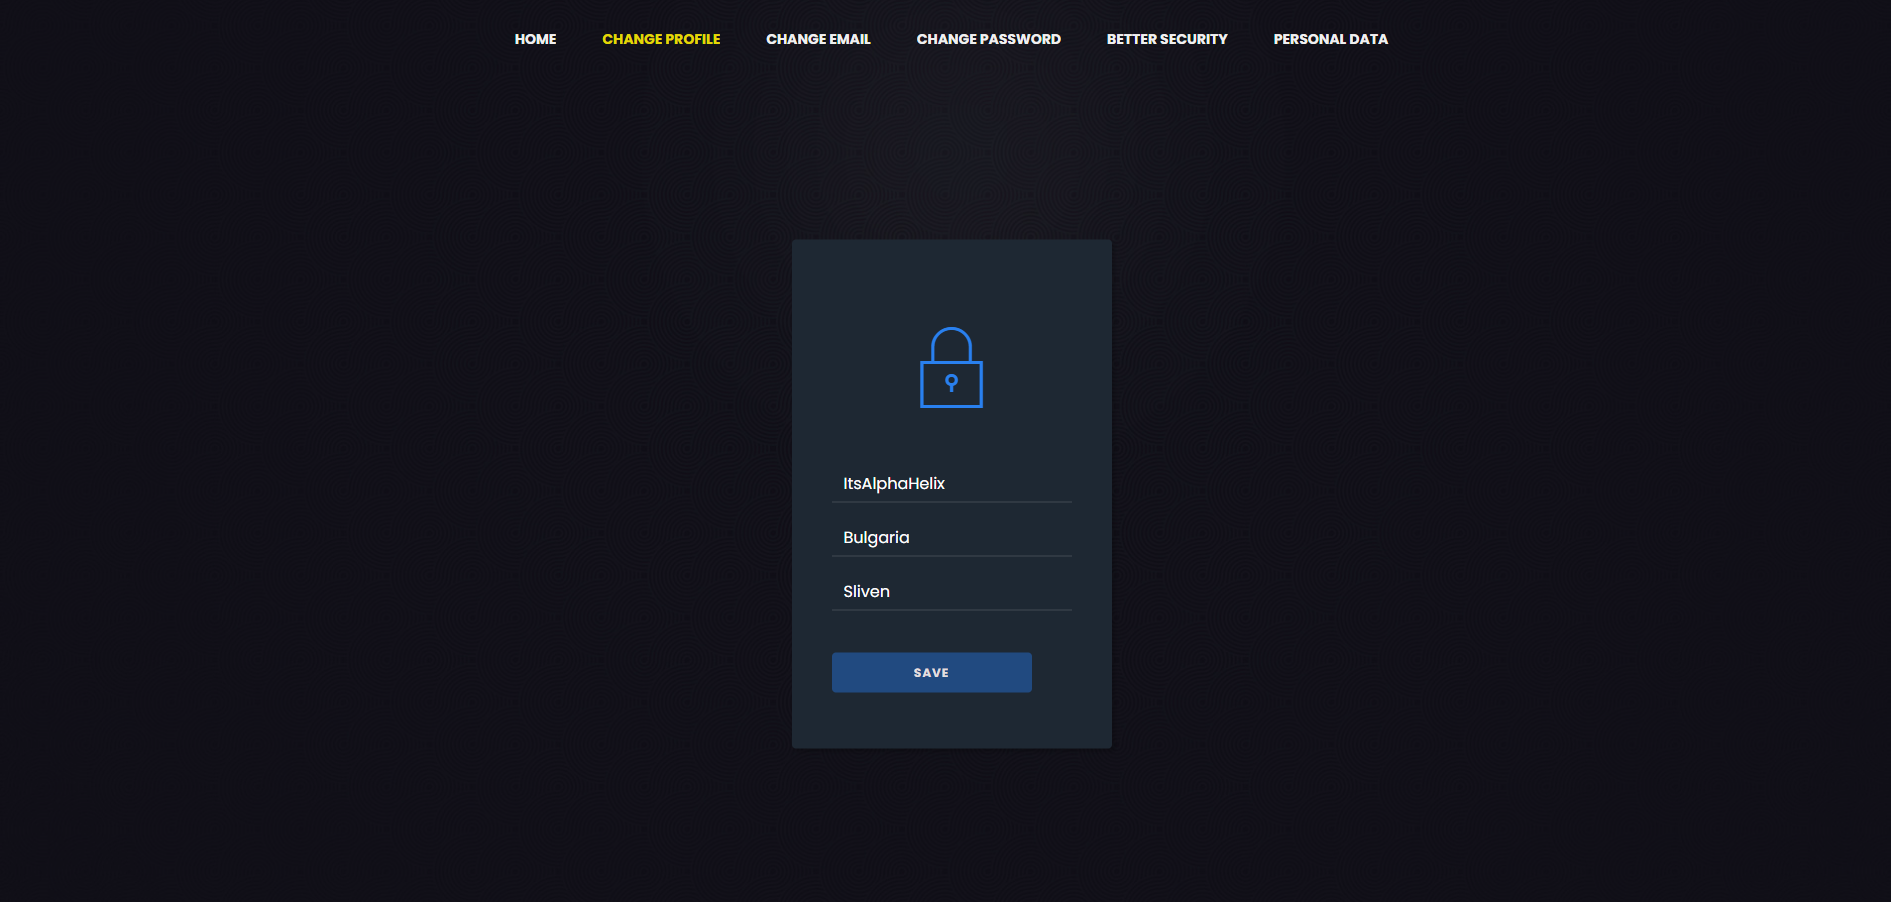 HOME CHANGE PROFILE CHANGE EMAIL CHANGE PASSWORD BETTER SECURITY PERSONAL DATA
ItsAlphaHelix
Bulgaria
Sliven
SAVE